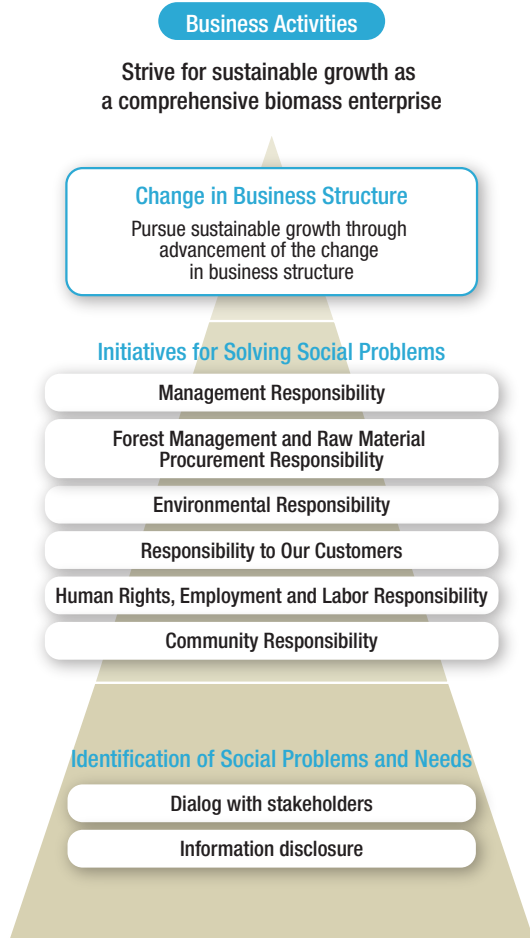 Business Activities
Strive for sustainable growth as
a comprehensive biomass enterprise
Change in Business Structure
Pursue sustainable growth through
advancement of the change
in business structure
Initiatives for Solving Social Problems
Management Responsibility
Forest Management and Raw Material
Procurement Responsibility
Environmental Responsibility
Responsibility to Our Customers
Human Rights, Employment and Labor Responsibility
Community Responsibility
Identification of Social Problems and Needs
Dialog with stakeholders
Information disclosure